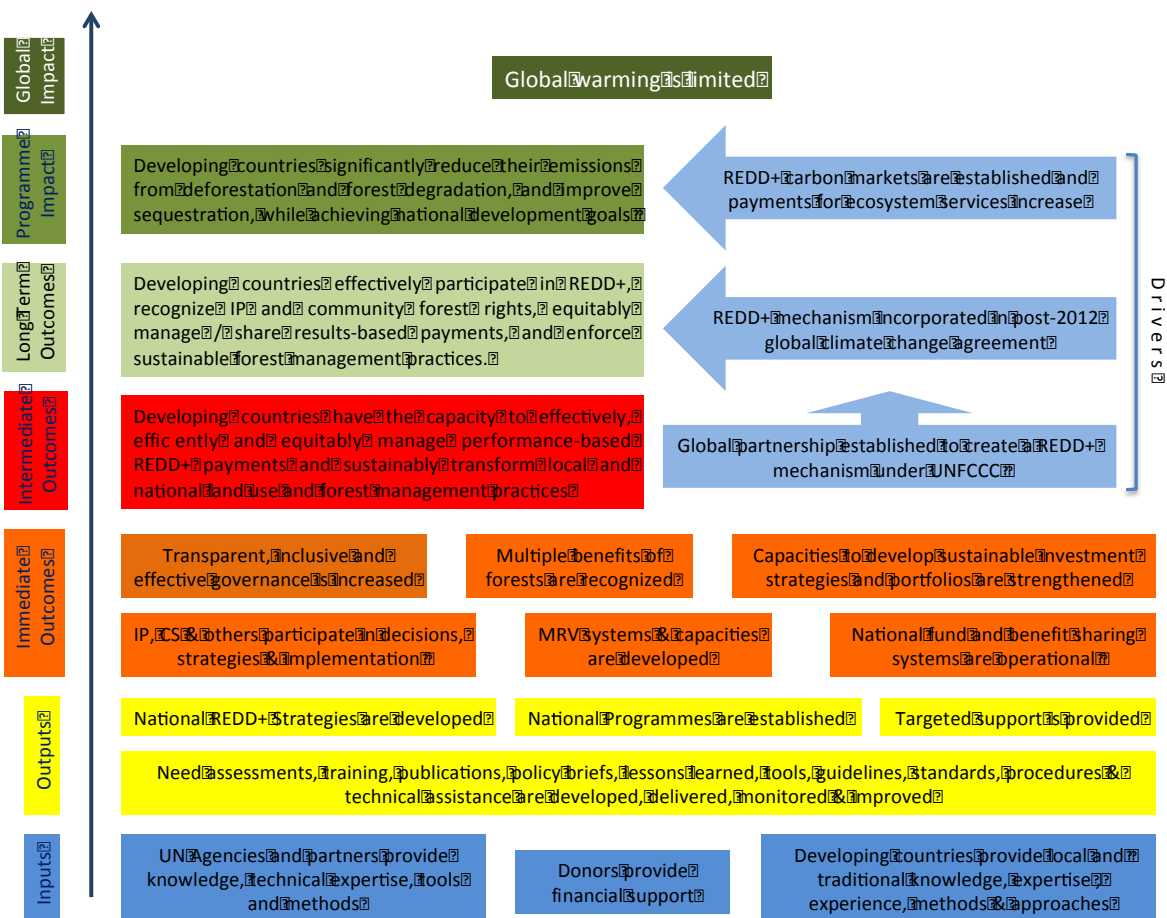 Global
Impact
Global warming is limited
Programme
Impact
Developing countries significantly reduce their emissions
from deforestation and forest degradation, and improve
sequestration, while achieving national development goals
REDD+ carbon markets are established and
payments for ecosystem services increase
Long Term
Outcomes
Developing countries effectively participate in REDD+,
recognize IP and community forest rights, equitably
manage / share results-based payments, and enforce
sustainable forest management practices.
REDD+ mechanism incorporated in post-2012
global climate change agreement
Drivers
Intermediate
Outcomes
Developing countries have the capacity to effectively,
effic ently and equitably manage performance-based
REDD+ payments and sustainably transform local and
national land use and forest management practices
Global partnership established to create a REDD+
mechanism under UNFCCC
Immediate
Outcomes
Transparent, inclusive and
effective governance is increased
Multiple benefits of
forests are recognized
Capacities to develop sustainable investment
strategies and portfolios are strengthened
IP, CS & others participate in decisions,
strategies & implementation
MRV systems & capacities
are developed
National fund and benefit sharing
systems are operational
Outputs
National REDD+ Strategies are developed
National Programmes are established
Targeted support is provided
Need assessments, training, publications, policy briefs, lessons learned, tools, guidelines, standards, procedures &
technical assistance are developed, delivered, monitored & improved
Inputs
UN Agencies and partners provide
knowledge, technical expertise, tools
and methods
Donors provide
financial support
Developing countries provide local and
traditional knowledge, expertise,
experience, methods & approaches